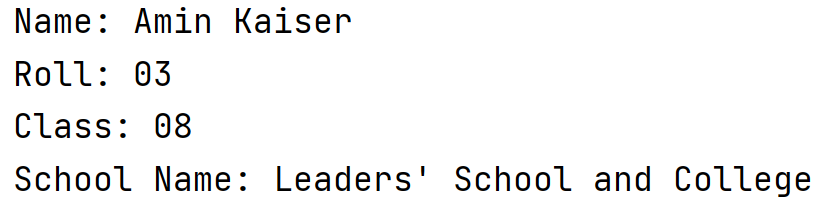 Name: Amin Kaiser
Roll: 03
Class: 08
School Name: Leaders' School and College